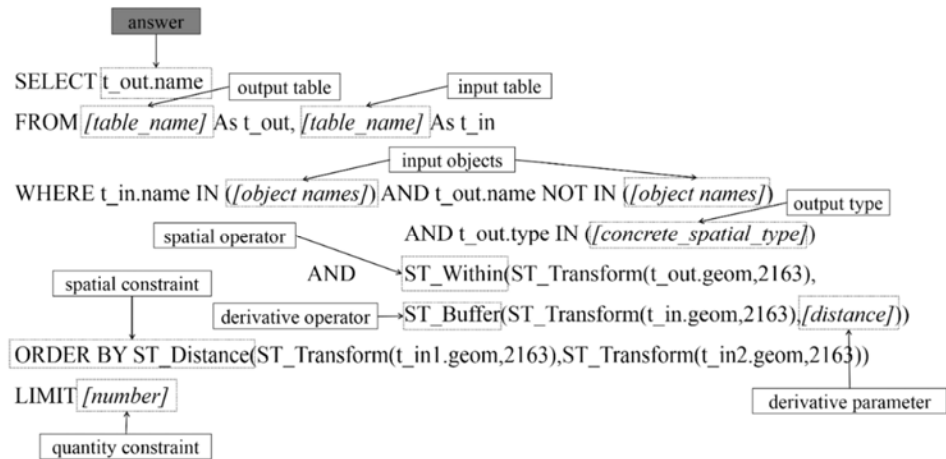 answer
SELECT t_out.name
output table
input table
FROM [table_name] As t_out, [table_name] As t_in
input objects
WHERE t_in.name IN ([object names]) AND t_out.name NOT IN ([object names])
output type
AND t_out.type IN ([concrete_spatial_type])
spatial operator
AND ST_Within(ST_Transform(t_out.geom,2163),
spatial constraint
derivative operator
ST_Buffer(ST_Transform(t_in.geom,2163),[distance]))
ORDER BY ST_Distance(ST_Transform(t_in1.geom,2163),ST_Transform(t_in2.geom,2163))
LIMIT [number]
derivative parameter
quantity constraint